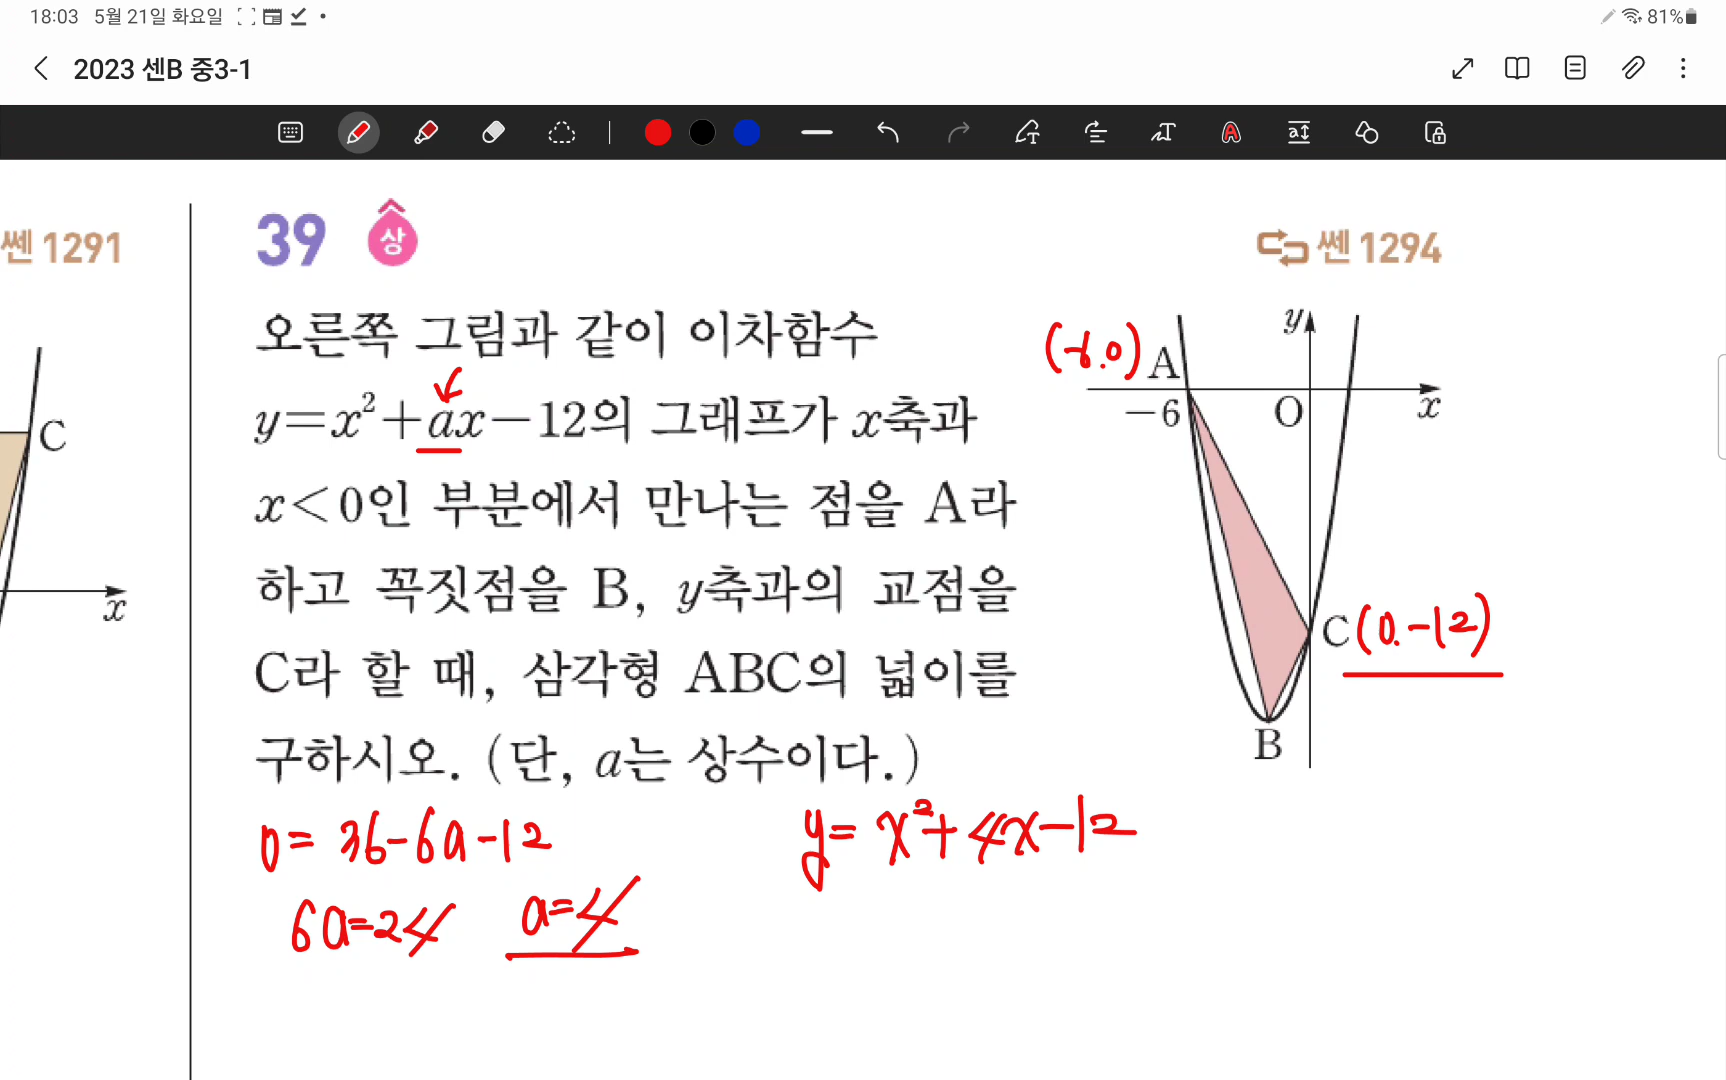 18:03 5월 21일 화요일
81%
2023 센B 중3-1
쎈 1291
C
x
39 상
쎈 1294
오른쪽 그림과 같이 이차함수
y=x²+ax-12의 그래프가 x축과
x<0인 부분에서 만나는 점을 A라
하고 꼭짓점을 B, y축과의 교점을
C라 할 때, 삼각형 ABC의 넓이를
구하시오. (단, a는 상수이다.)
(-6.0) A
y
-6
O
x
C (0.-12)
B
0=36-6a-12
6a=24 a=4
y=x²+4x-12